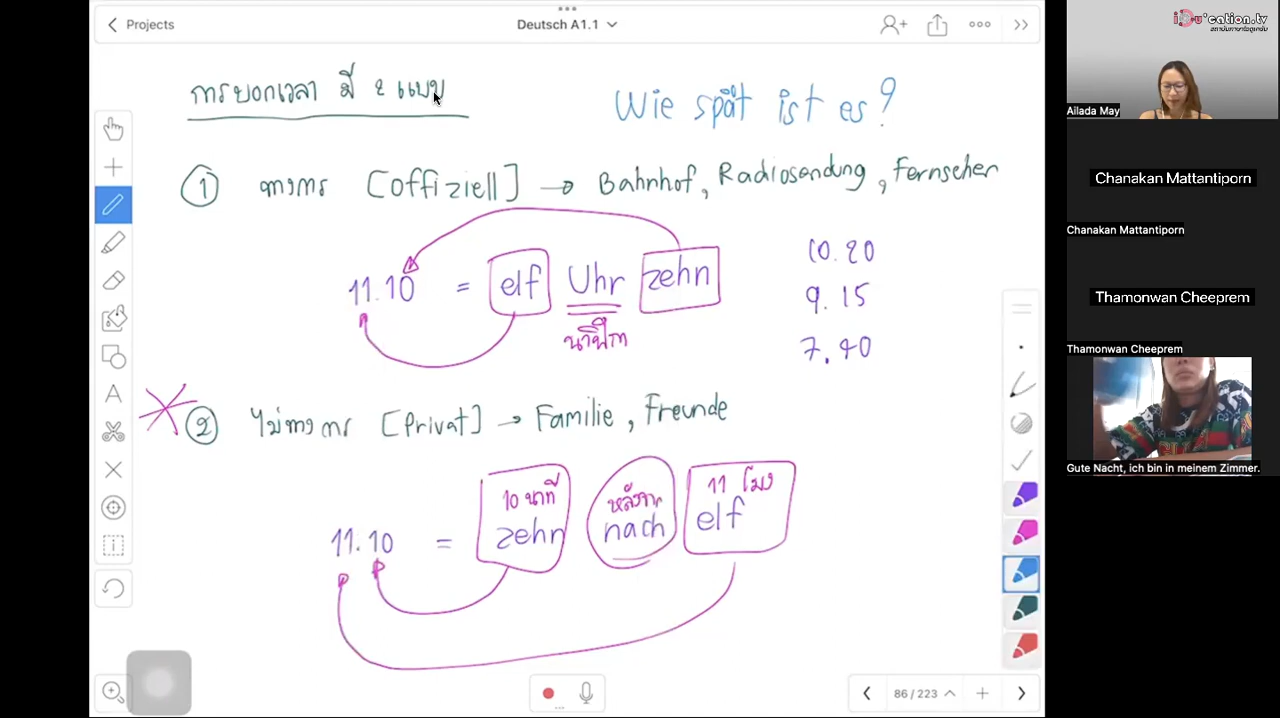 Projects
Deutsch A1.1
การบอกเวลา มี 2 แบบ
Wie spät ist es?
1 ทางการ [offiziell] → Bahnhof, Radiosendung, Fernseher
11.10 = elf Uhr zehn
นาฬิกา
10.20
9.15
7.40
2 ไม่ทางการ [Privat] → Familie, Freunde
10 นาที หลังจาก 11 โมง
11.10 = zehn nach elf
86 / 223
iDu'cation.tv
Ailada May
Chanakan Mattantiporn
Chanakan Mattantiporn
Thamonwan Cheeprem
Thamonwan Cheeprem
Gute Nacht, ich bin in meinem Zimmer.